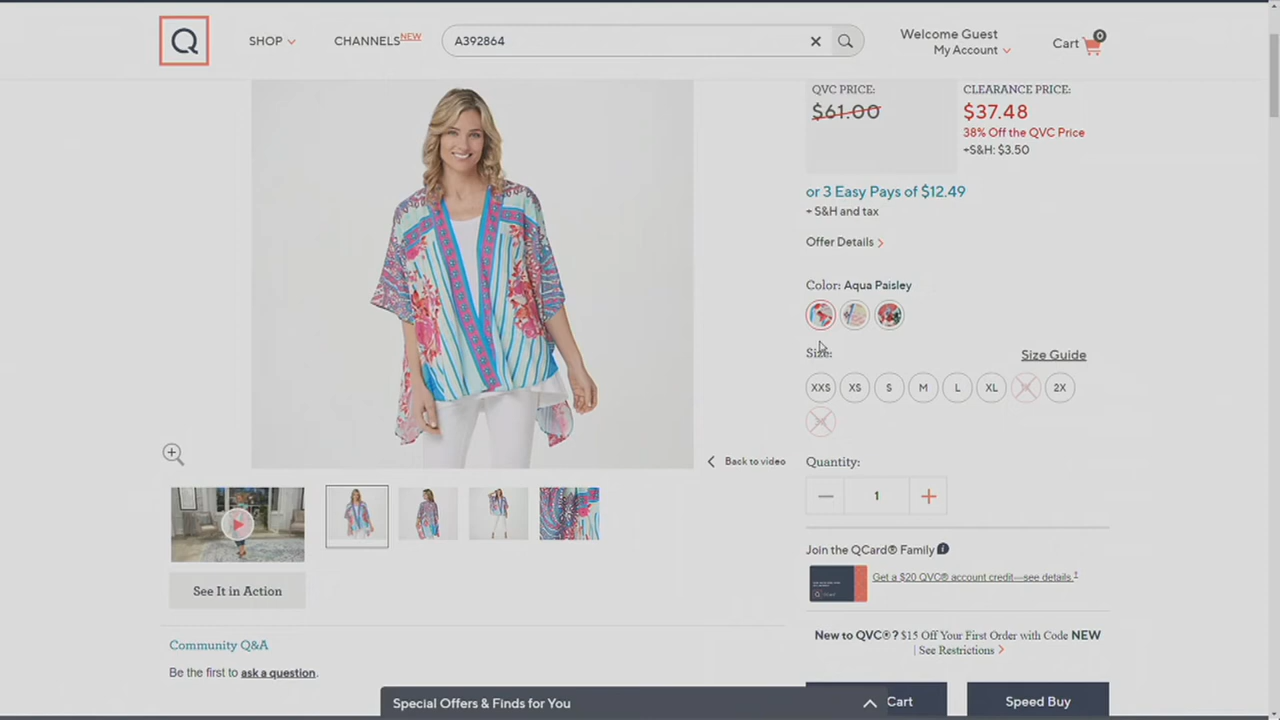 Q
SHOP
CHANNELS NEW
A392864
Welcome Guest
My Account
Cart 0
QVC PRICE:
$61.00
CLEARANCE PRICE:
$37.48
38% Off the QVC Price
+S&H: $3.50
or 3 Easy Pays of $12.49
+ S&H and tax
Offer Details
Color: Aqua Paisley
Size:
Size Guide
XXS XS S M L XL 2X
Back to video
Quantity:
1
See It in Action
Join the QCard® Family
Get a $20 QVC® account credit—see details.‡
Community Q&A
Be the first to ask a question.
New to QVC®? $15 Off Your First Order with Code NEW
| See Restrictions
Special Offers & Finds for You
Cart
Speed Buy